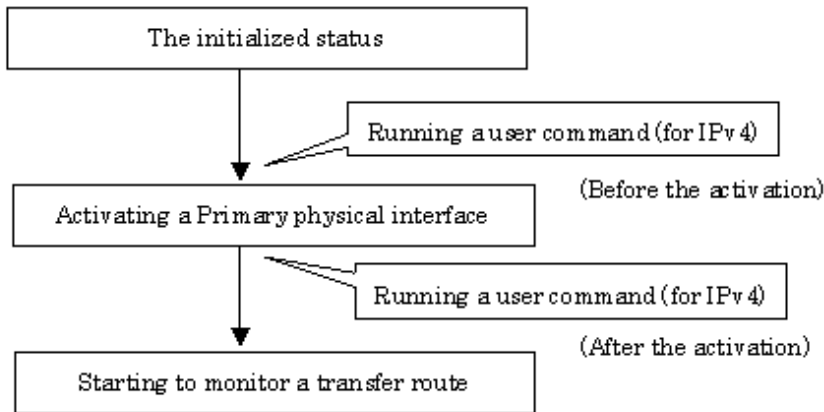 The initialized status
Running a user command (for IPv4)
(Before the activation)
Activating a Primary physical interface
Running a user command (for IPv4)
(After the activation)
Starting to monitor a transfer route